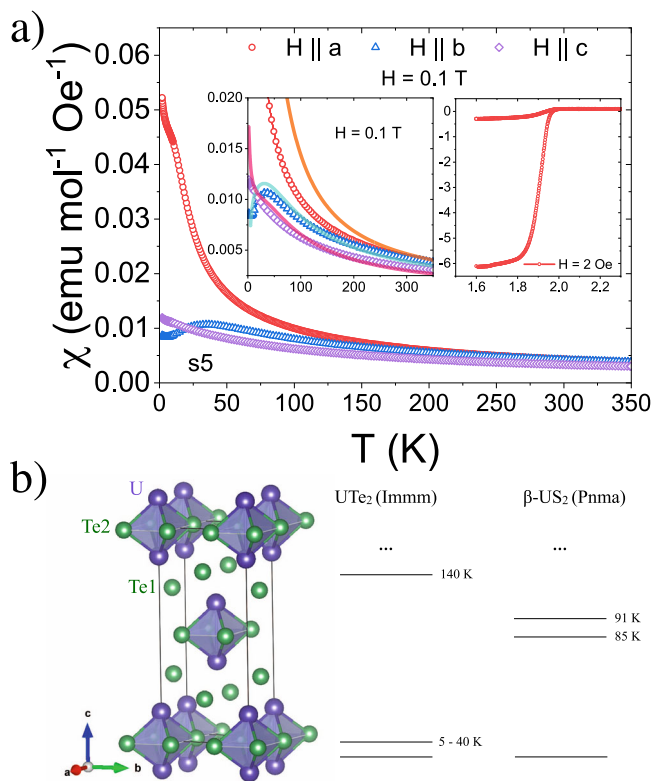 a)
H || a H || b H || c
H = 0.1 T
0.06
0.05
0.04
0.03
0.02
0.01
0.00
χ (emu mol⁻¹ Oe⁻¹)
0.020
0.015
0.010
0.005
H = 0.1 T
0 100 200 300
0
-1
-2
-3
-4
-5
-6
H = 2 Oe
1.6 1.8 2.0 2.2
s5
0 50 100 150 200 250 300 350
T (K)
b)
U
Te2
Te1
c
a
b
UTe₂ (Immm) β-US₂ (Pnma)
... ...
140 K
91 K
85 K
5 - 40 K